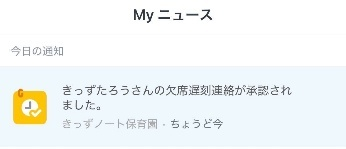 My ニュース
今日の通知
きっずたろうさんの欠席遅刻連絡が承認され
ました。
きっずノート保育園・ちょうど今